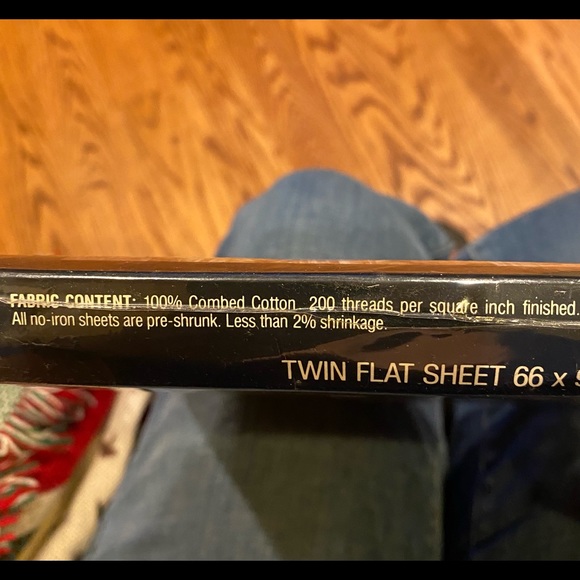 FABRIC CONTENT: 100% Combed Cotton 200 threads per square inch finished.
All no-iron sheets are pre-shrunk. Less than 2% shrinkage.
TWIN FLAT SHEET 66 x